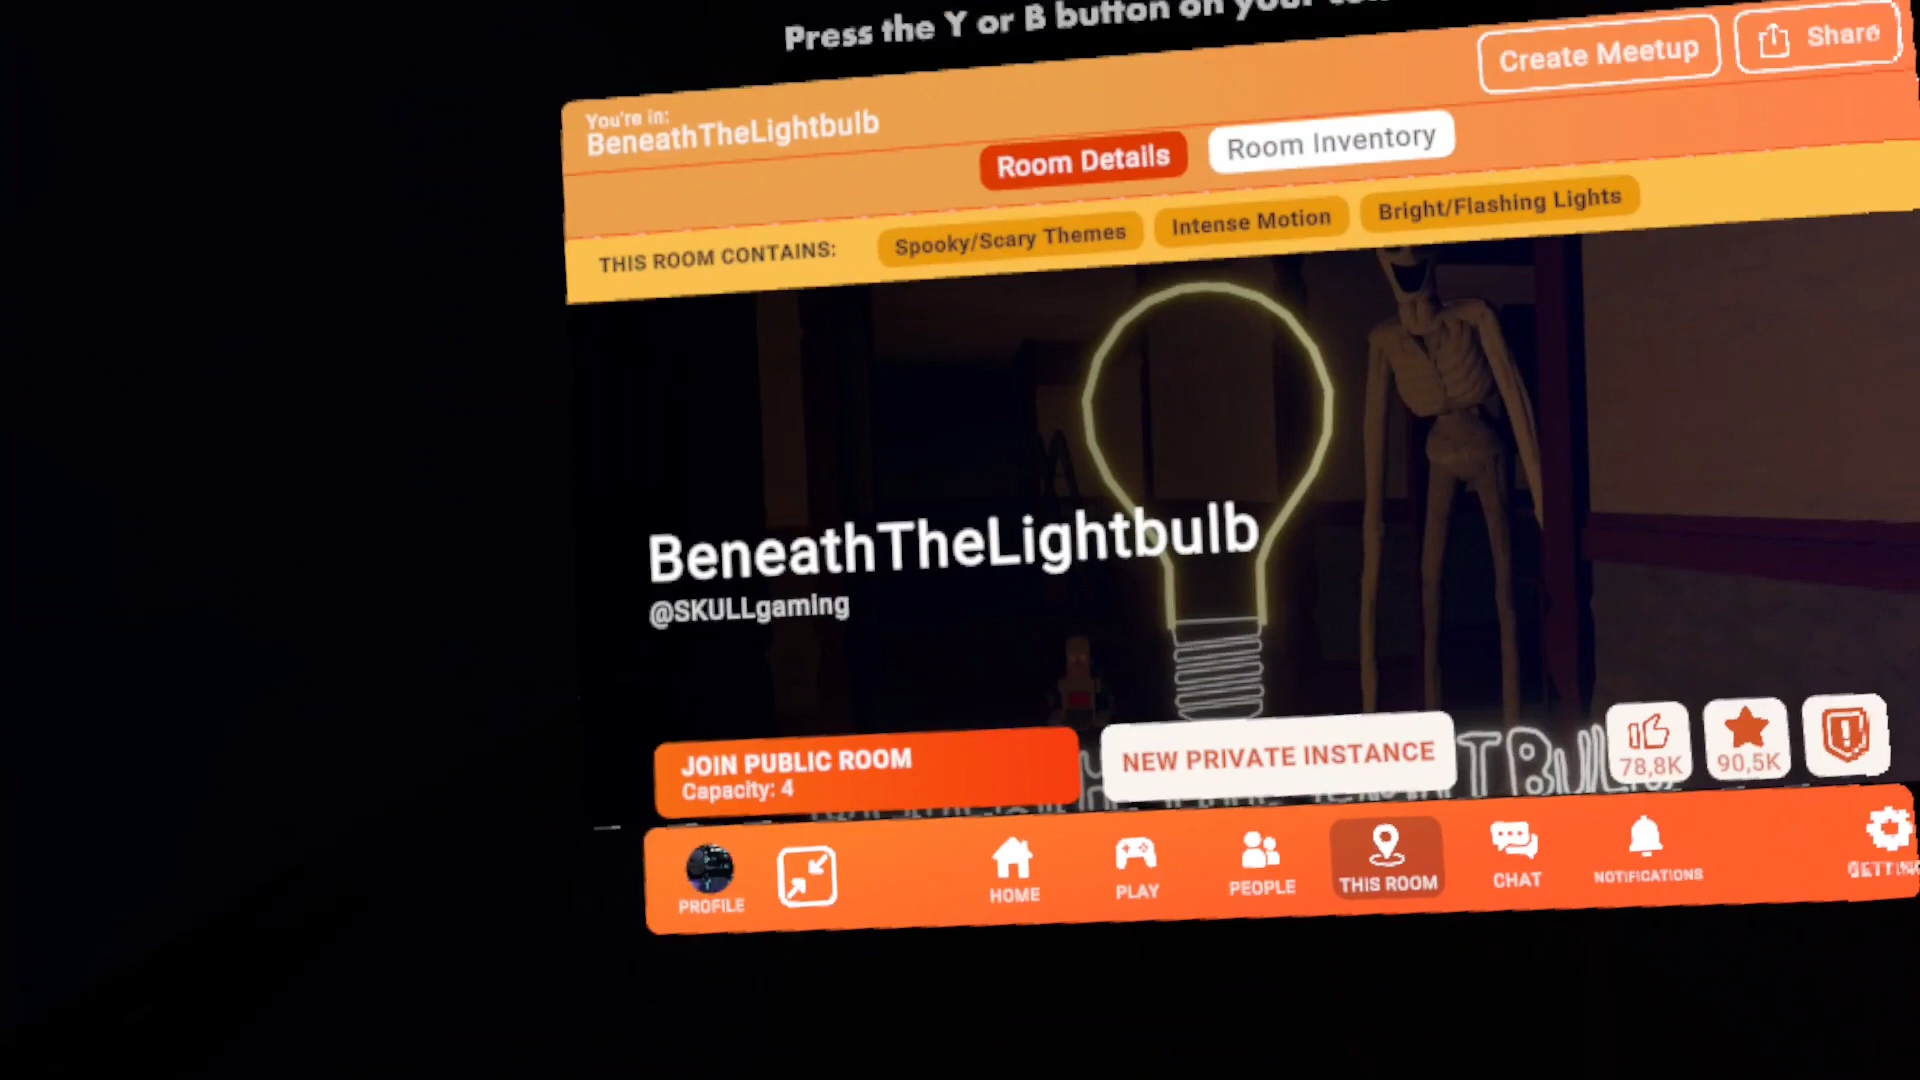 Press the Y or B button on your
Create Meetup
Share
You're in:
BeneathTheLightbulb
Room Details
Room Inventory
THIS ROOM CONTAINS:
Spooky/Scary Themes
Intense Motion
Bright/Flashing Lights
BeneathTheLightbulb
@SKULLgaming
JOIN PUBLIC ROOM
Capacity: 4
NEW PRIVATE INSTANCE
78,8K
90,5K
PROFILE
HOME
PLAY
PEOPLE
THIS ROOM
CHAT
NOTIFICATIONS